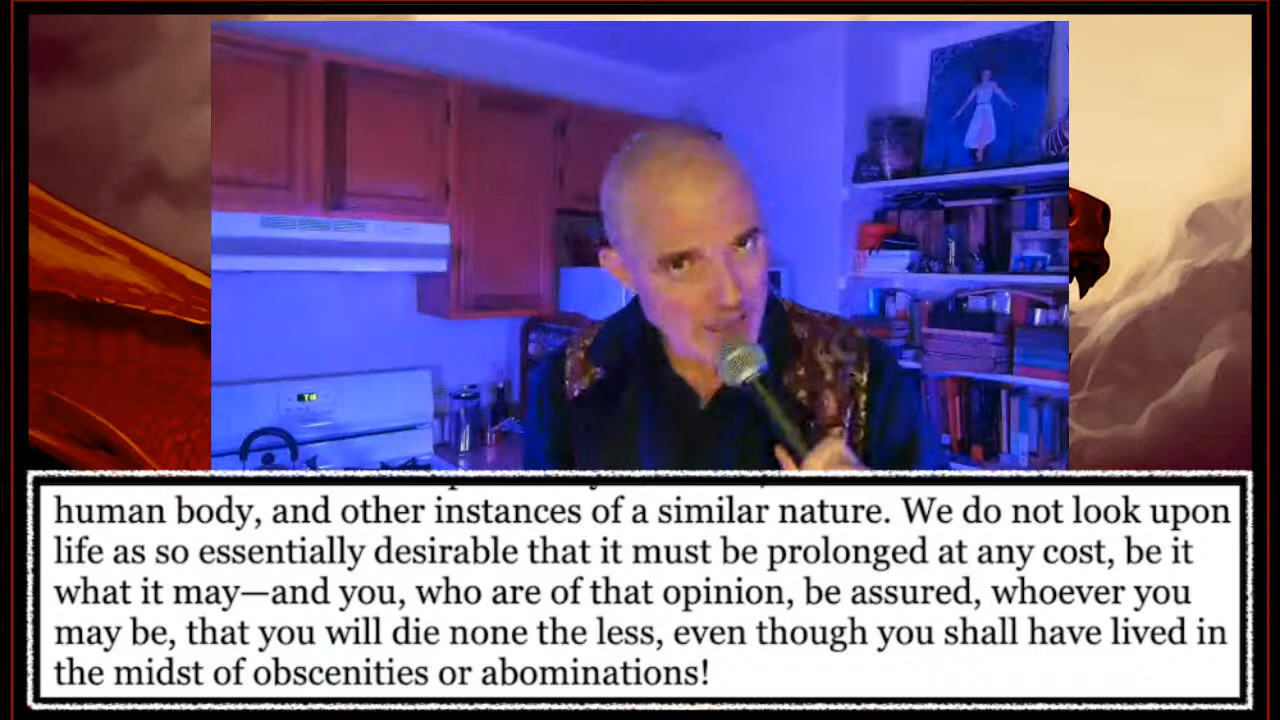 human body, and other instances of a similar nature. We do not look upon
life as so essentially desirable that it must be prolonged at any cost, be it
what it may—and you, who are of that opinion, be assured, whoever you
may be, that you will die none the less, even though you shall have lived in
the midst of obscenities or abominations!